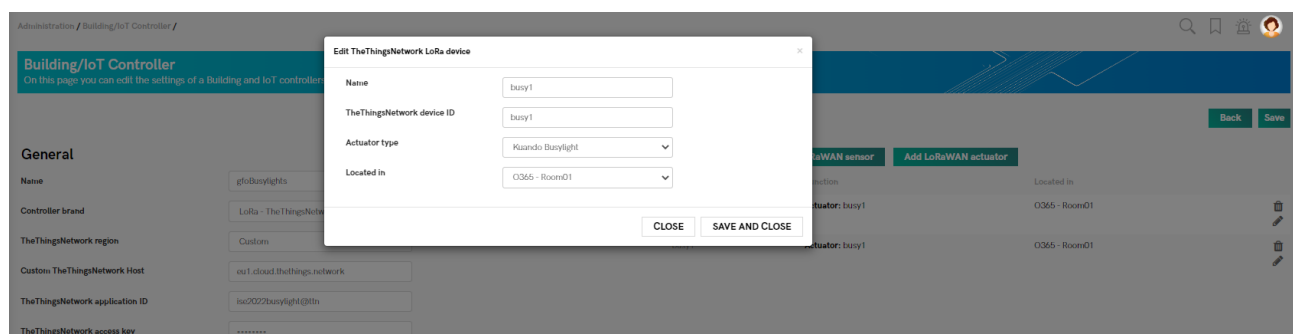 Administration / Building/IoT Controller /
Edit TheThingsNetwork LoRa device ×
Building/IoT Controller
On this page you can edit the settings of a Building and IoT controller
Name busy1
TheThingsNetwork device ID busy1
Actuator type Kuando Busylight
Located in O365 - Room01
CLOSE SAVE AND CLOSE
Back Save
General
sensor Add LoRaWAN actuator
Name gfoBusylights
Located in
Controller brand LoRa -
busy1 O365 - Room01
TheThingsNetwork region Custom
Actuator: busy1 O365 - Room01
Custom TheThingsNetwork Host eu1.cloud.thethings.network
TheThingsNetwork application ID ise2022busylight@ttn
TheThingsNetwork access key ••••••••